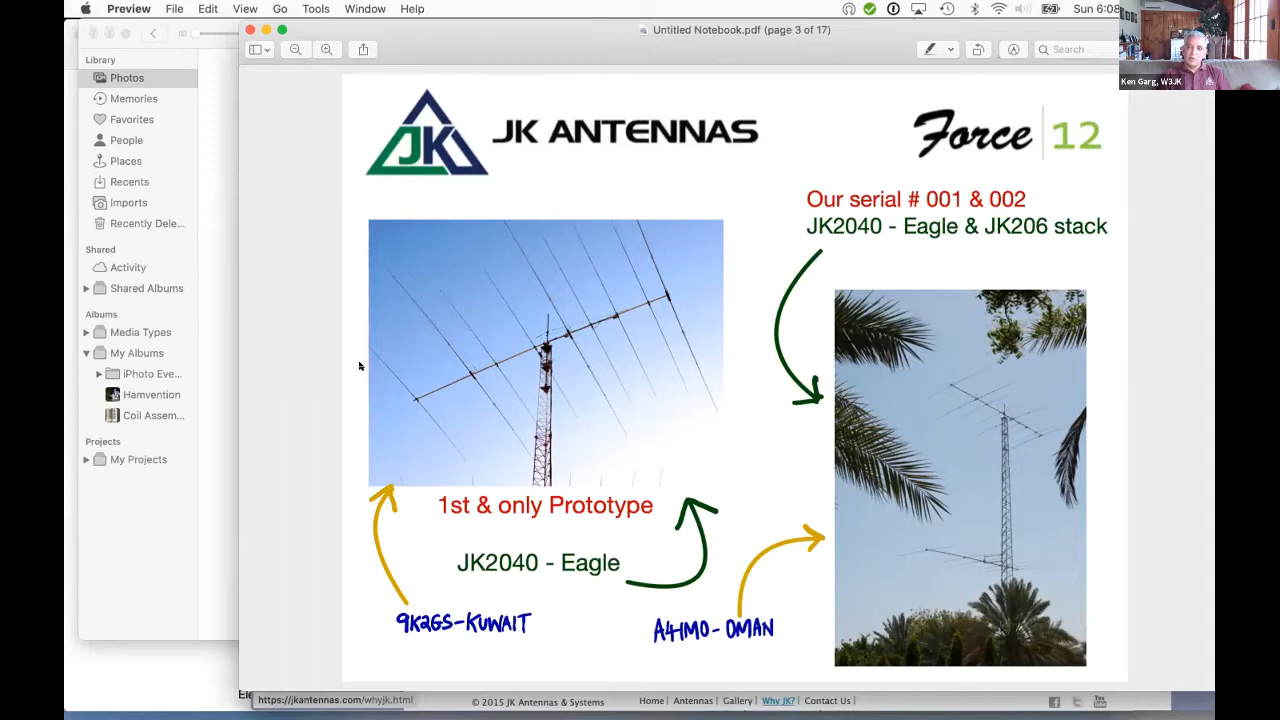 Preview File Edit View Go Tools Window Help Sun 6:08
Untitled Notebook.pdf (page 3 of 17)
Search
Ken Garg, W3JK
Library
Photos
Memories
Favorites
People
Places
Recents
Imports
Recently Dele...
Shared
Activity
Shared Albums
Albums
Media Types
My Albums
iPhoto Eve...
Hamvention
Coil Assem...
Projects
My Projects
JK
JK ANTENNAS
Force 12
Our serial # 001 & 002
JK2040 - Eagle & JK206 stack
1st & only Prototype
JK2040 - Eagle
9K2GS-KUWAIT
A41MO-OMAN
Ele
https://jkantennas.com/whyjk.html
© 2015 JK Antennas & Systems
Home Antennas Gallery Why JK? Contact Us
You